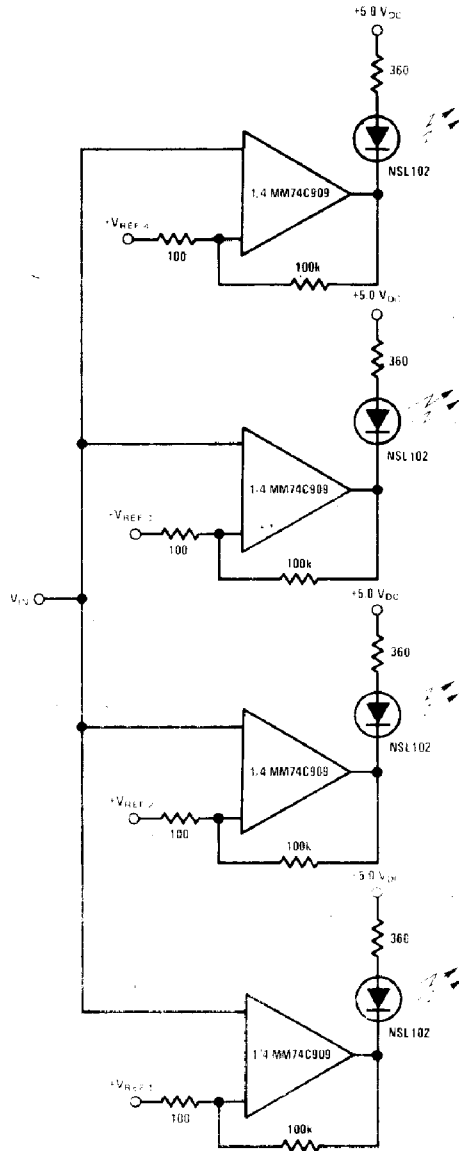 +5.0 VDC
360
NSL102
1/4 MM74C909
+VREF 4
100
100k
+5.0 VDC
360
NSL102
1/4 MM74C909
+VREF 3
100
100k
VIN
+5.0 VDC
360
NSL102
1/4 MM74C909
+VREF 2
100
100k
+5.0 VDC
360
NSL102
1/4 MM74C909
+VREF 1
100
100k